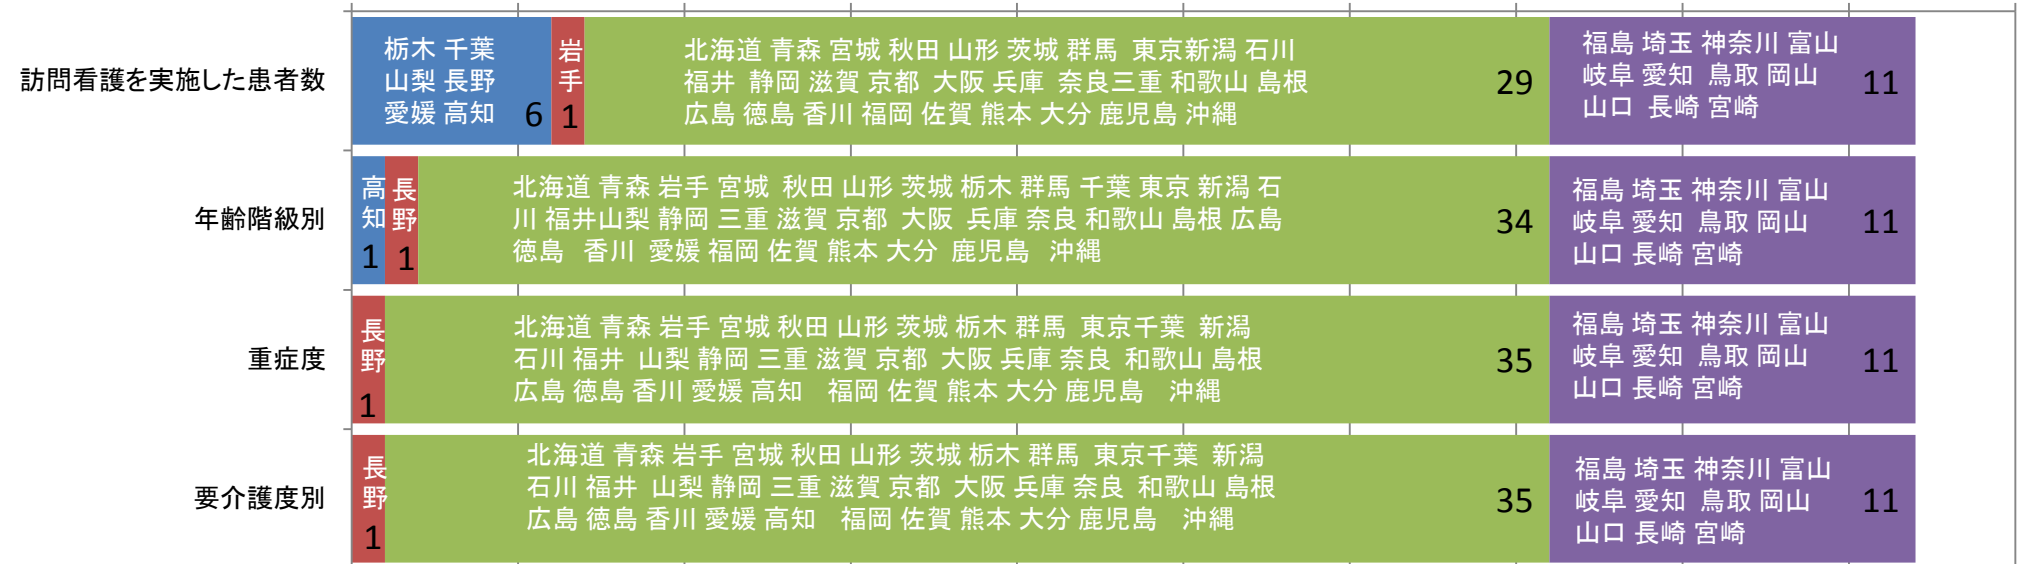 訪問看護を実施した患者数
栃木 千葉
山梨 長野
愛媛 高知 6
岩
手
1
北海道 青森 宮城 秋田 山形 茨城 群馬 東京新潟 石川
福井 静岡 滋賀 京都 大阪 兵庫 奈良三重 和歌山 島根
広島 徳島 香川 福岡 佐賀 熊本 大分 鹿児島 沖縄
29
福島 埼玉 神奈川 富山
岐阜 愛知 鳥取 岡山
山口 長崎 宮崎
11
年齢階級別
高
知
1
長
野
1
北海道 青森 岩手 宮城 秋田 山形 茨城 栃木 群馬 千葉 東京 新潟 石
川 福井山梨 静岡 三重 滋賀 京都 大阪 兵庫 奈良 和歌山 島根 広島
徳島 香川 愛媛 福岡 佐賀 熊本 大分 鹿児島 沖縄
34
福島 埼玉 神奈川 富山
岐阜 愛知 鳥取 岡山
山口 長崎 宮崎
11
重症度
長
野
1
北海道 青森 岩手 宮城 秋田 山形 茨城 栃木 群馬 東京千葉 新潟
石川 福井 山梨 静岡 三重 滋賀 京都 大阪 兵庫 奈良 和歌山 島根
広島 徳島 香川 愛媛 高知 福岡 佐賀 熊本 大分 鹿児島 沖縄
35
福島 埼玉 神奈川 富山
岐阜 愛知 鳥取 岡山
山口 長崎 宮崎
11
要介護度別
長
野
1
北海道 青森 岩手 宮城 秋田 山形 茨城 栃木 群馬 東京千葉 新潟
石川 福井 山梨 静岡 三重 滋賀 京都 大阪 兵庫 奈良 和歌山 島根
広島 徳島 香川 愛媛 高知 福岡 佐賀 熊本 大分 鹿児島 沖縄
35
福島 埼玉 神奈川 富山
岐阜 愛知 鳥取 岡山
山口 長崎 宮崎
11